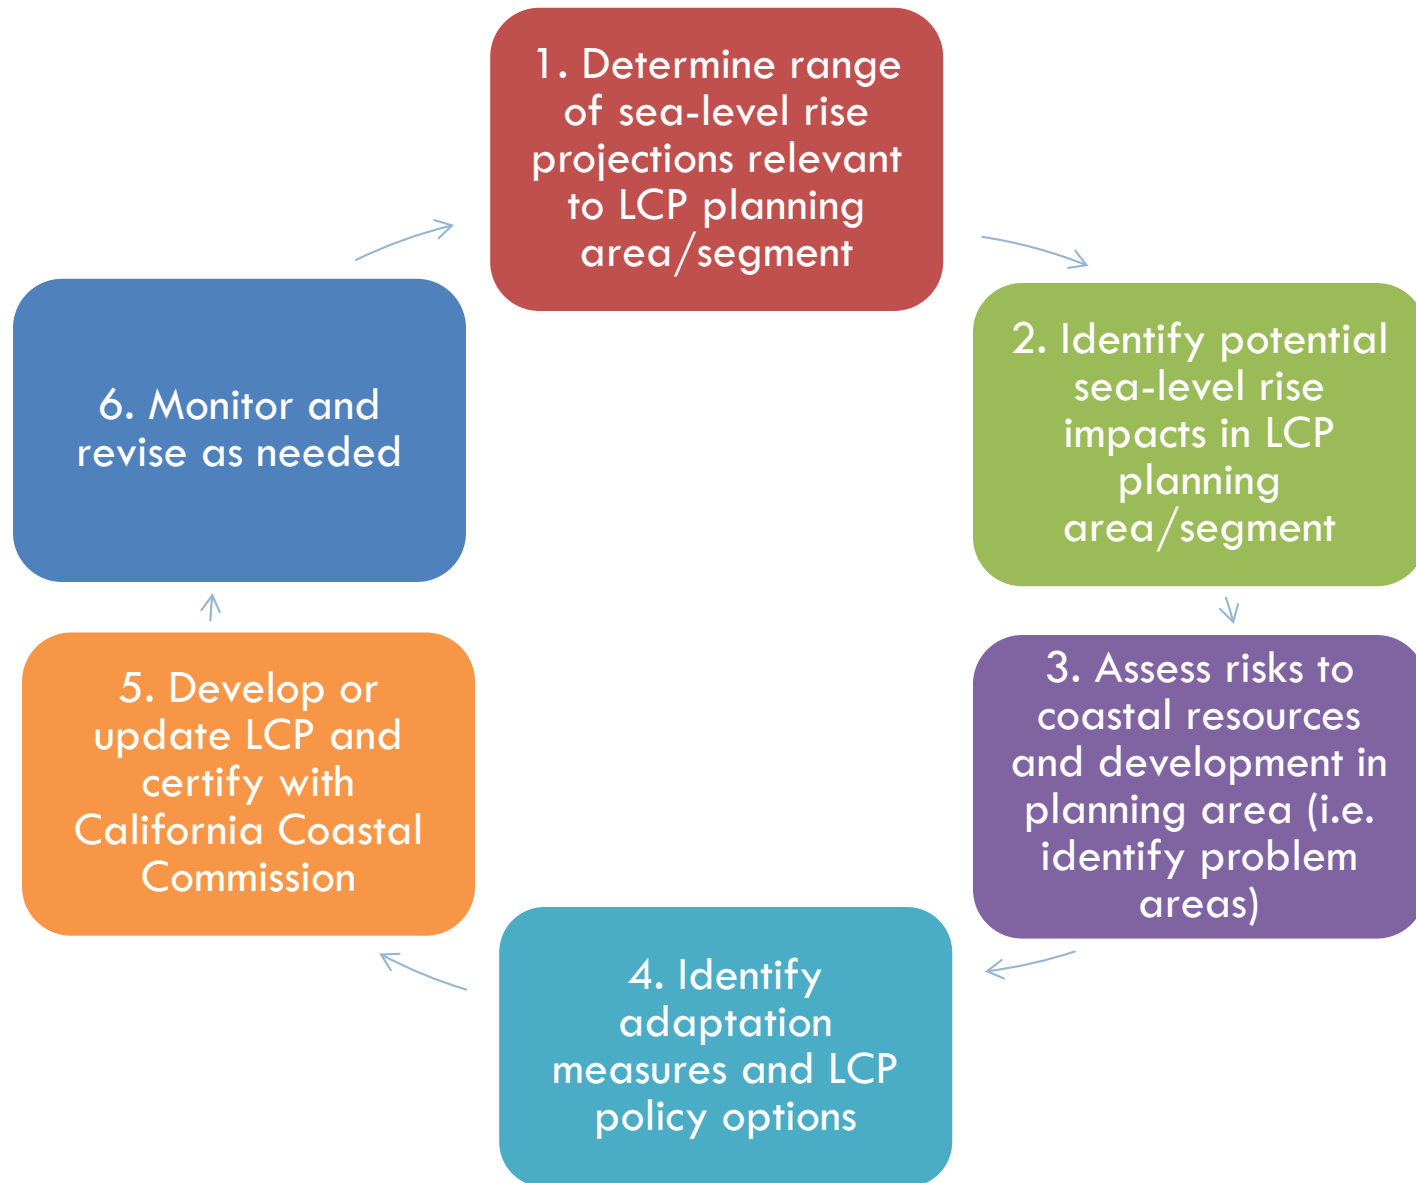 1. Determine range
of sea-level rise
projections relevant
to LCP planning
area/segment
2. Identify potential
sea-level rise
impacts in LCP
planning
area/segment
3. Assess risks to
coastal resources
and development in
planning area (i.e.
identify problem
areas)
4. Identify
adaptation
measures and LCP
policy options
5. Develop or
update LCP and
certify with
California Coastal
Commission
6. Monitor and
revise as needed